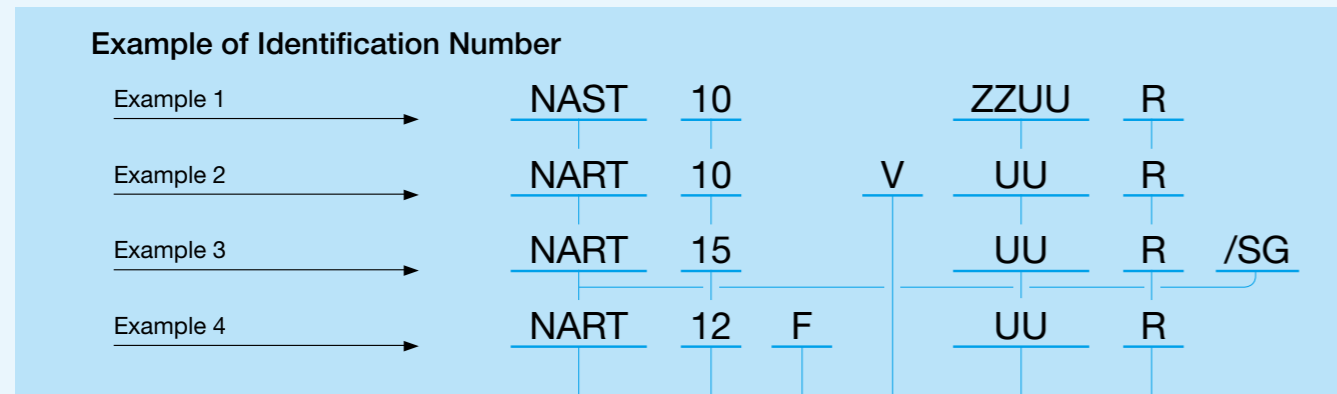 Example of Identification Number
Example 1 NAST 10 ZZUU R
Example 2 NART 10 V UU R
Example 3 NART 15 UU R /SG
Example 4 NART 12 F UU R